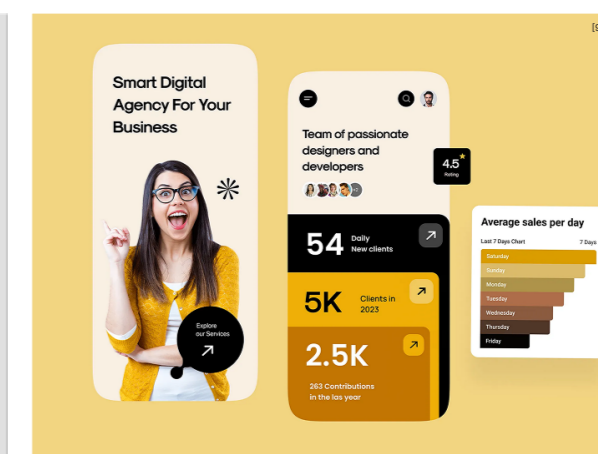 Smart Digital
Agency For Your
Business
Explore
our Services
Team of passionate
designers and
developers
4.5
Rating
54
Daily
New clients
5K
Clients in
2023
2.5K
263 Contributions
in the las year
Average sales per day
Last 7 Days Chart
7 Days
Saturday
Sunday
Monday
Tuesday
Wednesday
Thursday
Friday